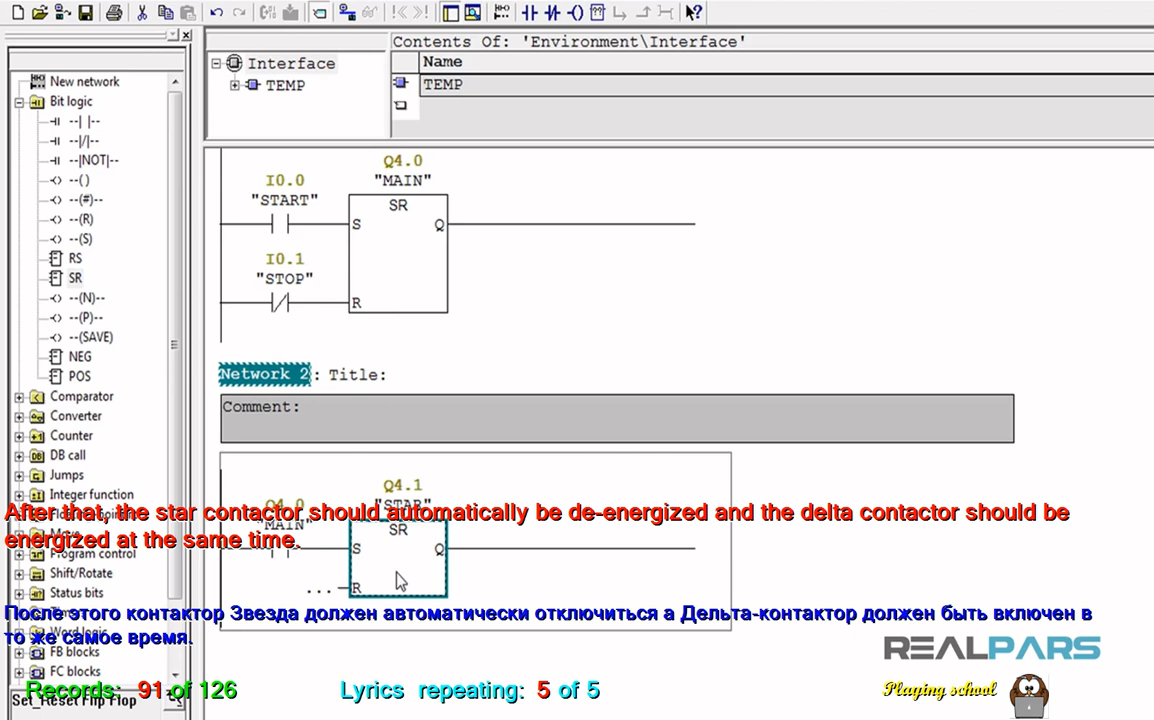 Contents Of: 'Environment\Interface'
Interface
TEMP
Name
TEMP
New network
Bit logic
--| |--
--|/|--
--|NOT|--
--( )
--(#)--
--(R)
--(S)
RS
SR
--(N)--
--(P)--
--(SAVE)
NEG
POS
Comparator
Converter
Counter
DB call
Jumps
Integer function
Program control
Shift/Rotate
Status bits
FB blocks
FC blocks
Set_Reset Flip Flop
Q4.0
I0.0
"MAIN"
"START"
SR
S
Q
I0.1
"STOP"
R
Network 2: Title:
Comment:
Q4.1
Q4.0
"STAR"
"MAIN"
SR
S
Q
...
R
After that, the star contactor should automatically be de-energized and the delta contactor should be
energized at the same time.
После этого контактор Звезда должен автоматически отключиться а Дельта-контактор должен быть включен в
то же самое время.
REALPARS
Records: 91 of 126
Lyrics repeating: 5 of 5
Playing school